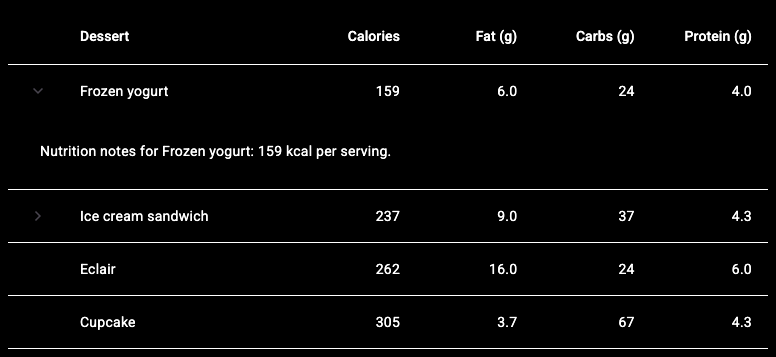 Dessert Calories Fat (g) Carbs (g) Protein (g)
Frozen yogurt 159 6.0 24 4.0
Nutrition notes for Frozen yogurt: 159 kcal per serving.
Ice cream sandwich 237 9.0 37 4.3
Eclair 262 16.0 24 6.0
Cupcake 305 3.7 67 4.3